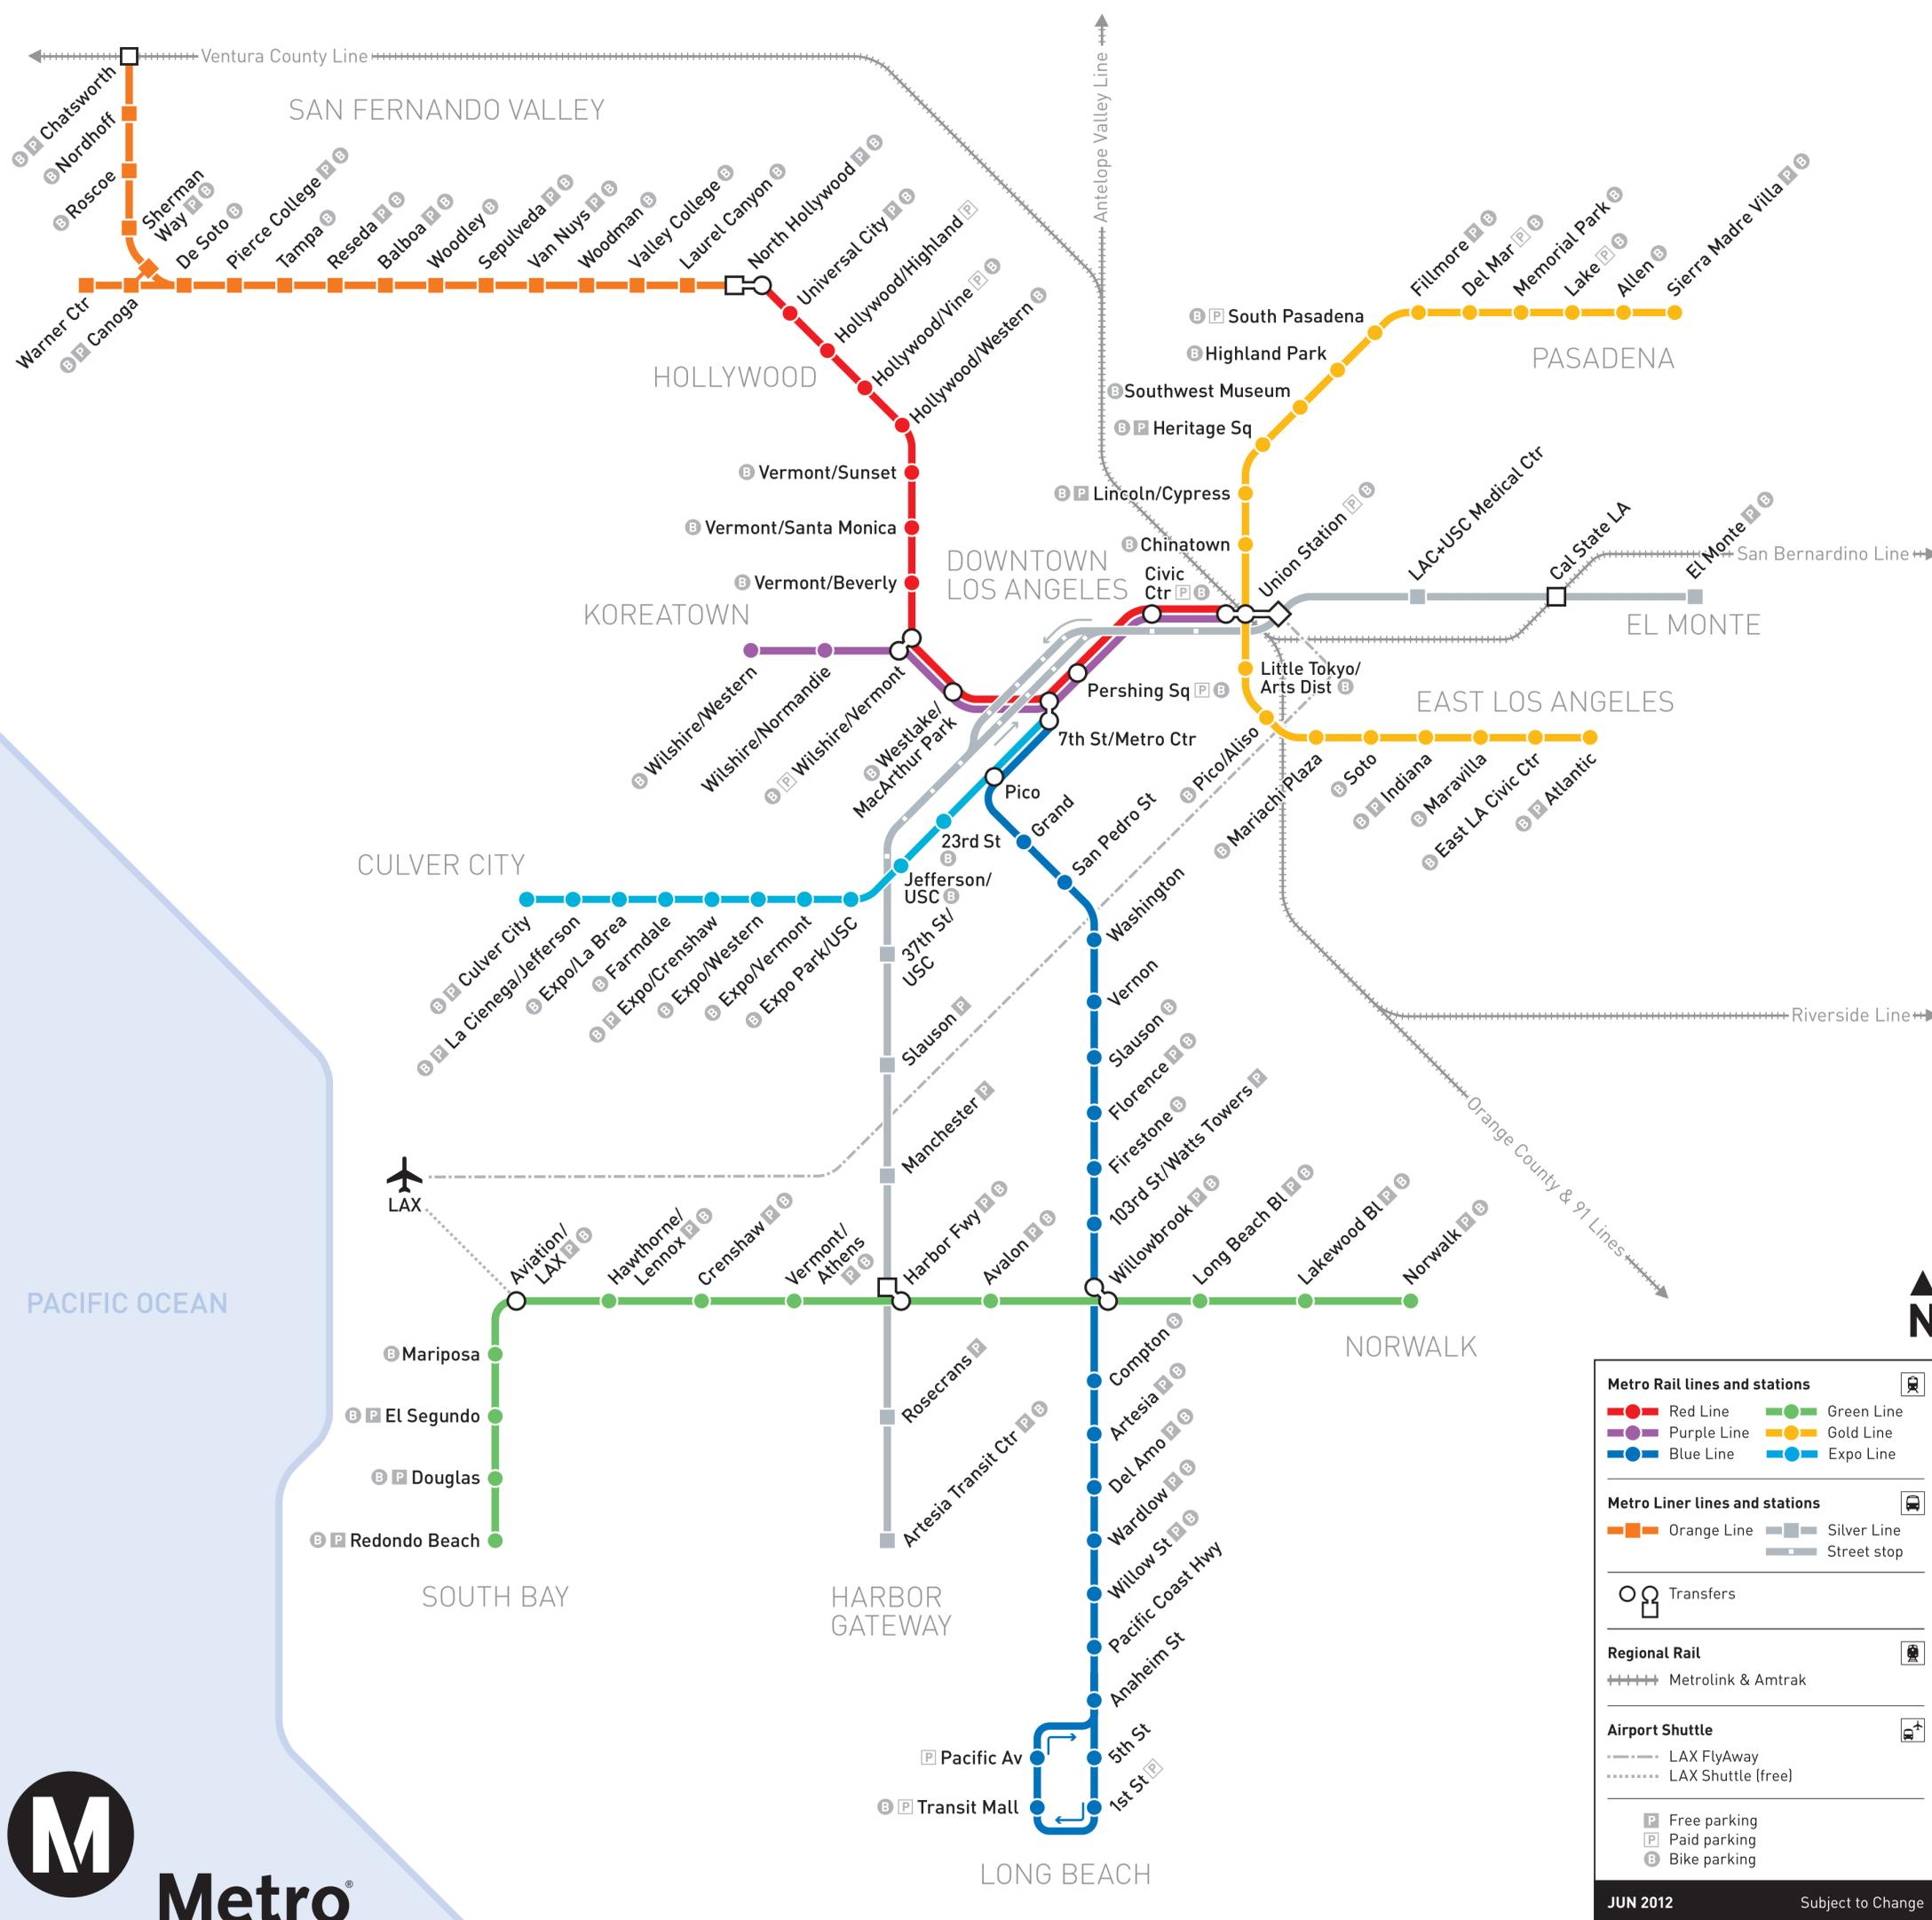 Ventura County Line
Antelope Valley Line
SAN FERNANDO VALLEY
B P Chatsworth
B Nordhoff
B Roscoe
Sherman
Way P B
De Soto B
Pierce College P B
Tampa B
Reseda P B
Balboa P B
Woodley B
Sepulveda P B
Van Nuys P B
Woodman B
Valley College B
Laurel Canyon B
North Hollywood P B
Warner Ctr
B P Canoga
Universal City P B
Hollywood/Highland P
Hollywood/Vine P B
Hollywood/Western B
HOLLYWOOD
B Vermont/Sunset
B Vermont/Santa Monica
B Vermont/Beverly
KOREATOWN
B Wilshire/Western
Wilshire/Normandie
B P Wilshire/Vermont
B Westlake/
MacArthur Park
DOWNTOWN
LOS ANGELES
Civic
Ctr P B
Pershing Sq P B
7th St/Metro Ctr
Union Station P B
Fillmore P B
Del Mar P B
Memorial Park B
Lake P B
Allen B
Sierra Madre Villa P B
B P South Pasadena
B Highland Park
B Southwest Museum
B P Heritage Sq
B P Lincoln/Cypress
B Chinatown
PASADENA
LAC+USC Medical Ctr
Cal State LA
El Monte P B
San Bernardino Line
EL MONTE
Little Tokyo/
Arts Dist B
EAST LOS ANGELES
B Pico/Aliso
B Mariachi Plaza
B Soto
B P Indiana
B Maravilla
B East LA Civic Ctr
B P Atlantic
Pico
Grand
San Pedro St
23rd St
B
Jefferson/
USC B
37th St/
USC
CULVER CITY
B P Culver City
B P La Cienega/Jefferson
B Expo/La Brea
B Farmdale
B P Expo/Crenshaw
B Expo/Western
B Expo/Vermont
B Expo Park/USC
Washington
Vernon
Slauson B
Florence P B
Firestone B
103rd St/Watts Towers P
Willowbrook P B
Slauson P
Manchester P
Harbor Fwy P B
Riverside Line
Orange County & 91 Lines
LAX
Aviation/
LAX P B
Hawthorne/
Lennox P B
Crenshaw P B
Vermont/
Athens
P B
Avalon P B
Long Beach Bl P B
Lakewood Bl P B
Norwalk P B
NORWALK
PACIFIC OCEAN
B Mariposa
B P El Segundo
B P Douglas
B P Redondo Beach
SOUTH BAY
Rosecrans P
Artesia Transit Ctr P B
HARBOR
GATEWAY
Compton B
Artesia P B
Del Amo P B
Wardlow P B
Willow St P B
Pacific Coast Hwy
Anaheim St
P Pacific Av
5th St
B P Transit Mall
1st St P
LONG BEACH
N
Metro Rail lines and stations
Red Line
Green Line
Purple Line
Gold Line
Blue Line
Expo Line
Metro Liner lines and stations
Orange Line
Silver Line
Street stop
Transfers
Regional Rail
Metrolink & Amtrak
Airport Shuttle
LAX FlyAway
LAX Shuttle (free)
P Free parking
P Paid parking
B Bike parking
JUN 2012
Subject to Change
M
Metro®